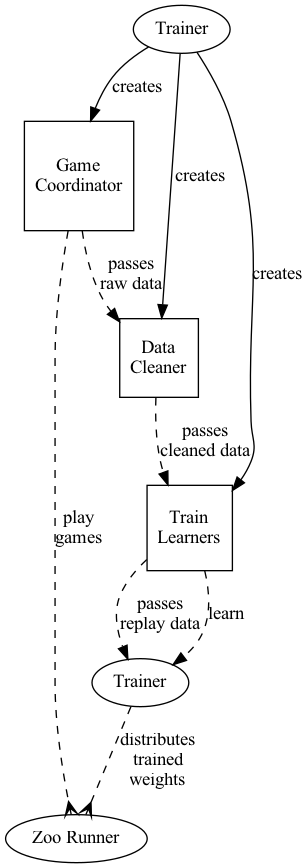 Trainer
creates
Game
Coordinator
creates
passes
raw data
creates
Data
Cleaner
passes
cleaned data
play
games
Train
Learners
passes
replay data
learn
Trainer
distributes
trained
weights
Zoo Runner